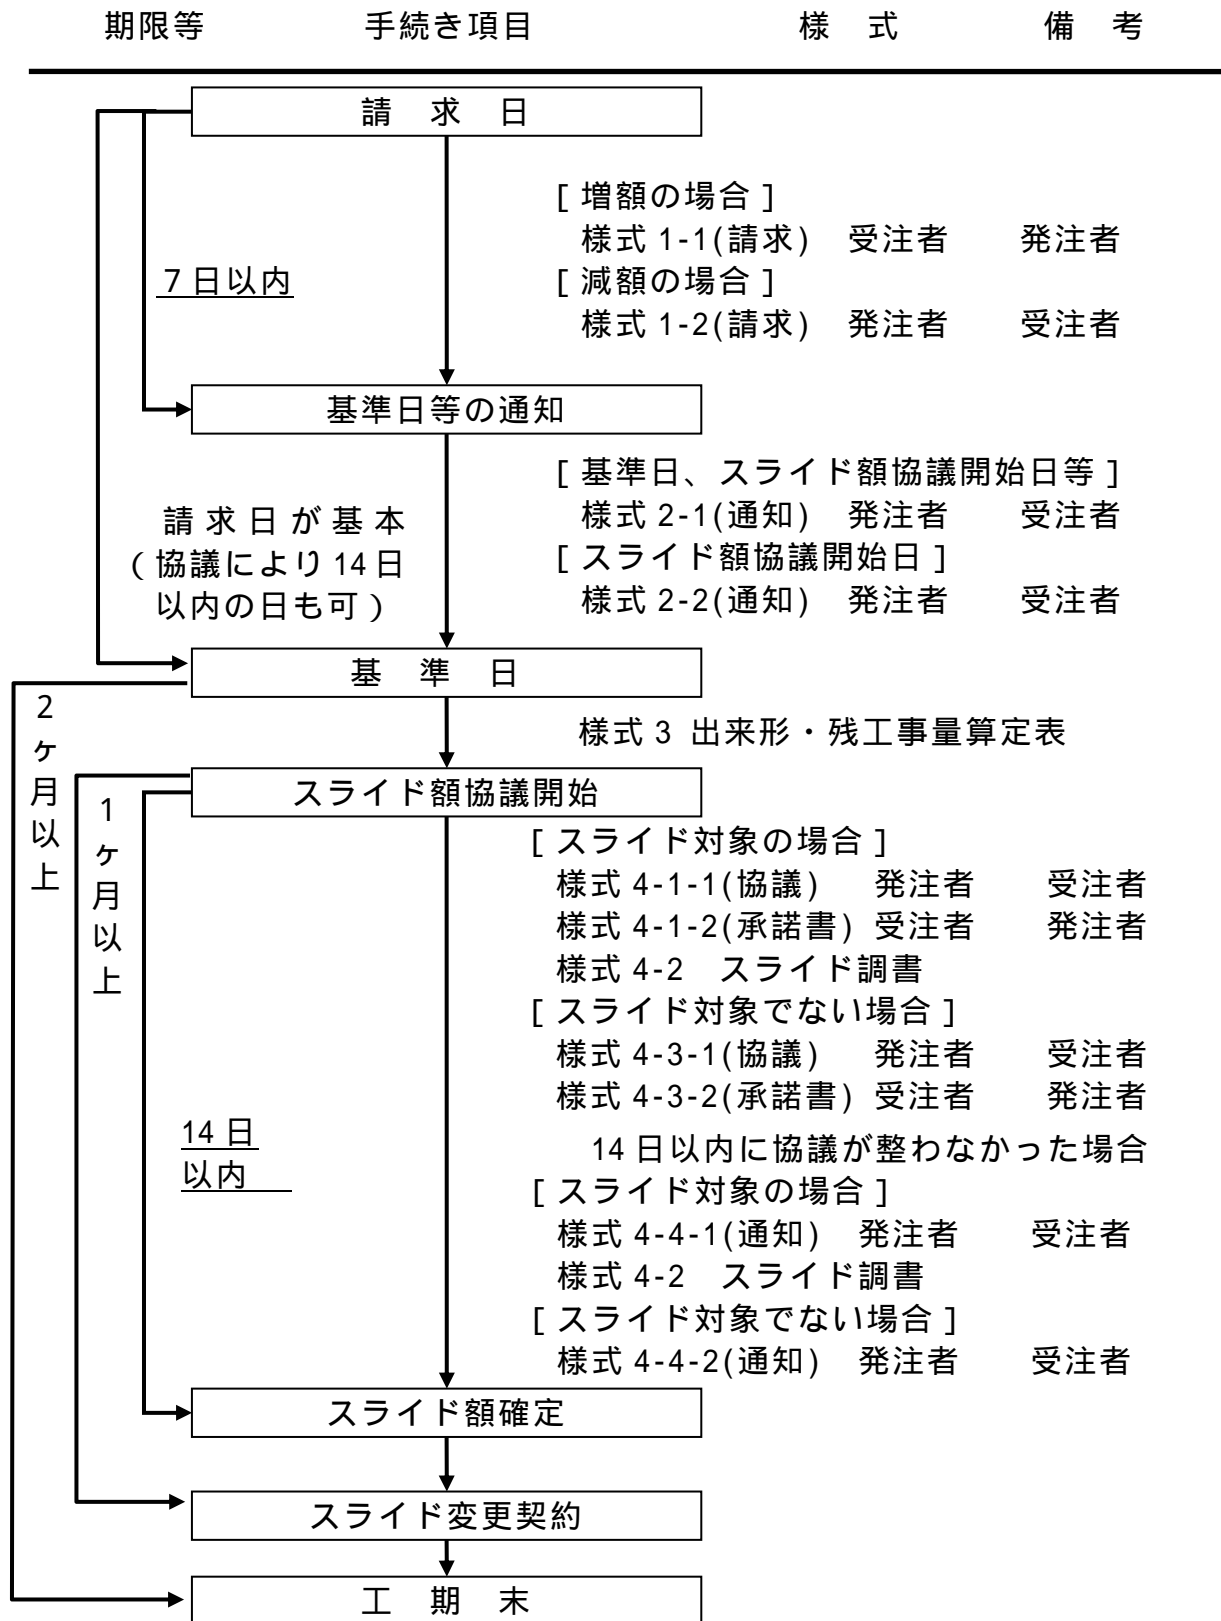 期限等　手続き項目　様　式　備　考
請　求　日
[ 増額の場合 ]
様式 1-1(請求)　受注者　発注者
7 日以内
[ 減額の場合 ]
様式 1-2(請求)　発注者　受注者
基準日等の通知
[ 基準日、スライド額協議開始日等 ]
請求日が基本
様式 2-1(通知)　発注者　受注者
( 協議により 14 日
[ スライド額協議開始日 ]
以内の日も可 )
様式 2-2(通知)　発注者　受注者
基　準　日
2ヶ月以上
様式 3 出来形・残工事量算定表
スライド額協議開始
1ヶ月以上
[ スライド対象の場合 ]
様式 4-1-1(協議)　発注者　受注者
様式 4-1-2(承諾書) 受注者　発注者
様式 4-2　スライド調書
[ スライド対象でない場合 ]
様式 4-3-1(協議)　発注者　受注者
様式 4-3-2(承諾書) 受注者　発注者
14 日
以内
14 日以内に協議が整わなかった場合
[ スライド対象の場合 ]
様式 4-4-1(通知)　発注者　受注者
様式 4-2　スライド調書
[ スライド対象でない場合 ]
様式 4-4-2(通知)　発注者　受注者
スライド額確定
スライド変更契約
工　期　末